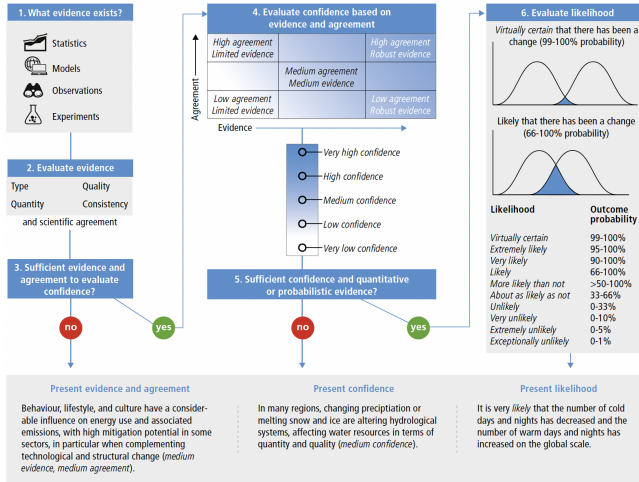 1. What evidence exists?
Statistics
Models
Observations
Experiments
2. Evaluate evidence
Type Quality
Quantity Consistency
and scientific agreement
3. Sufficient evidence and
agreement to evaluate
confidence?
no
yes
4. Evaluate confidence based on
evidence and agreement
High agreement
Limited evidence
High agreement
Robust evidence
Medium agreement
Medium evidence
Low agreement
Limited evidence
Low agreement
Robust evidence
Agreement
Evidence
Very high confidence
High confidence
Medium confidence
Low confidence
Very low confidence
5. Sufficient confidence and quantitative
or probabilistic evidence?
no
yes
6. Evaluate likelihood
Virtually certain that there has been a
change (99-100% probability)
Likely that there has been a change
(66-100% probability)
Likelihood Outcome
probability
Virtually certain 99-100%
Extremely likely 95-100%
Very likely 90-100%
Likely 66-100%
More likely than not >50-100%
About as likely as not 33-66%
Unlikely 0-33%
Very unlikely 0-10%
Extremely unlikely 0-5%
Exceptionally unlikely 0-1%
Present evidence and agreement
Behaviour, lifestyle, and culture have a consider-
able influence on energy use and associated
emissions, with high mitigation potential in some
sectors, in particular when complementing
technological and structural change (medium
evidence, medium agreement).
Present confidence
In many regions, changing precipitation or
melting snow and ice are altering hydrological
systems, affecting water resources in terms of
quantity and quality (medium confidence).
Present likelihood
It is very likely that the number of cold
days and nights has decreased and the
number of warm days and nights has
increased on the global scale.